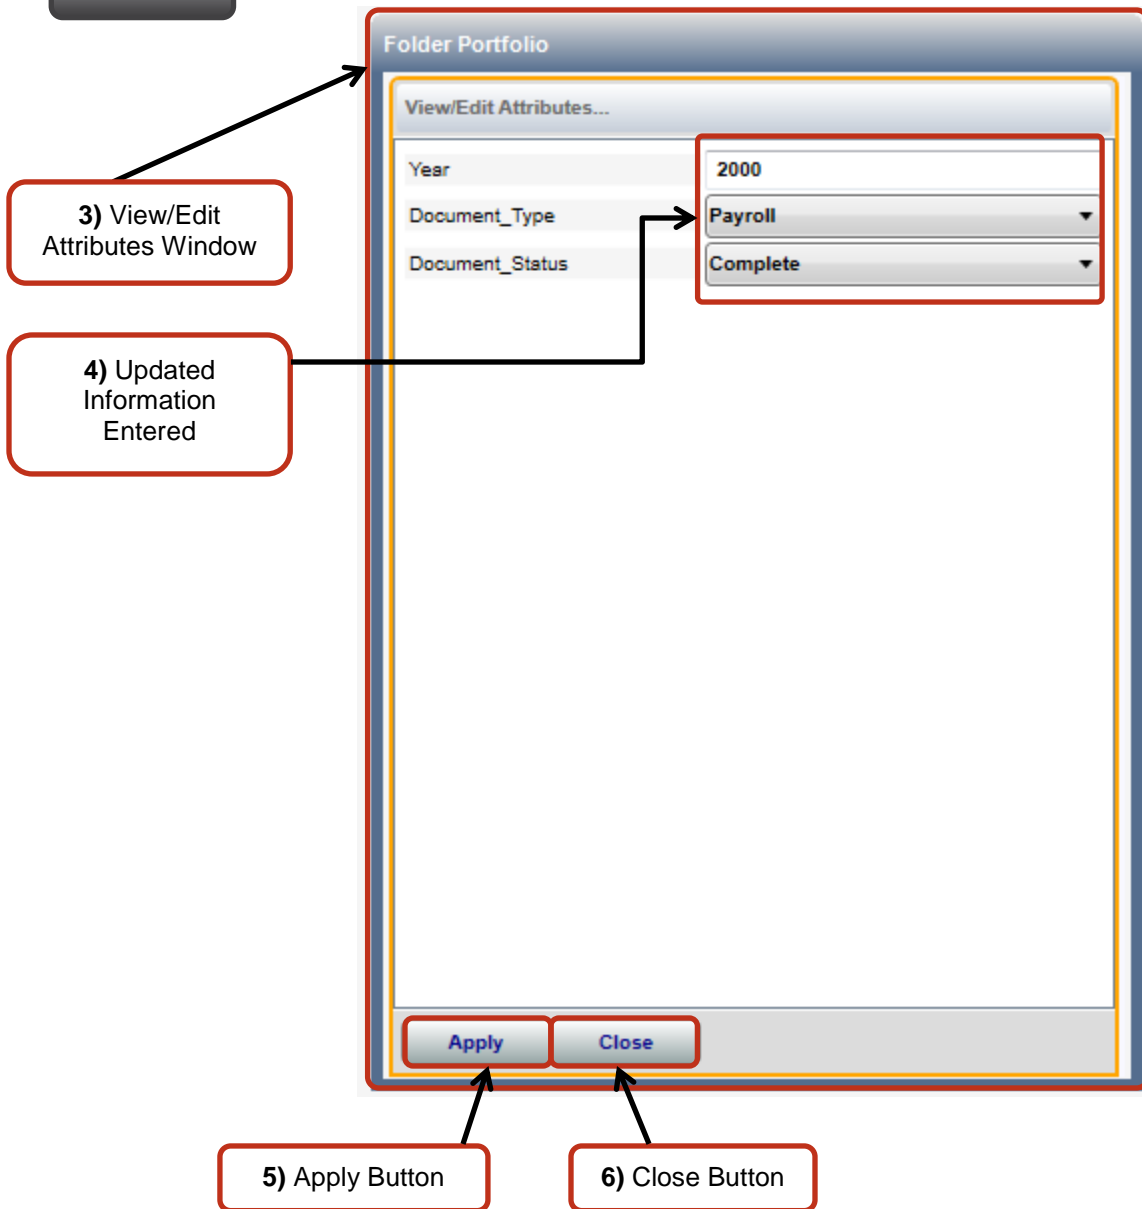 Folder Portfolio
View/Edit Attributes...
Year 2000
Document_Type Payroll
Document_Status Complete
3) View/Edit
Attributes Window
4) Updated
Information
Entered
Apply Close
5) Apply Button
6) Close Button